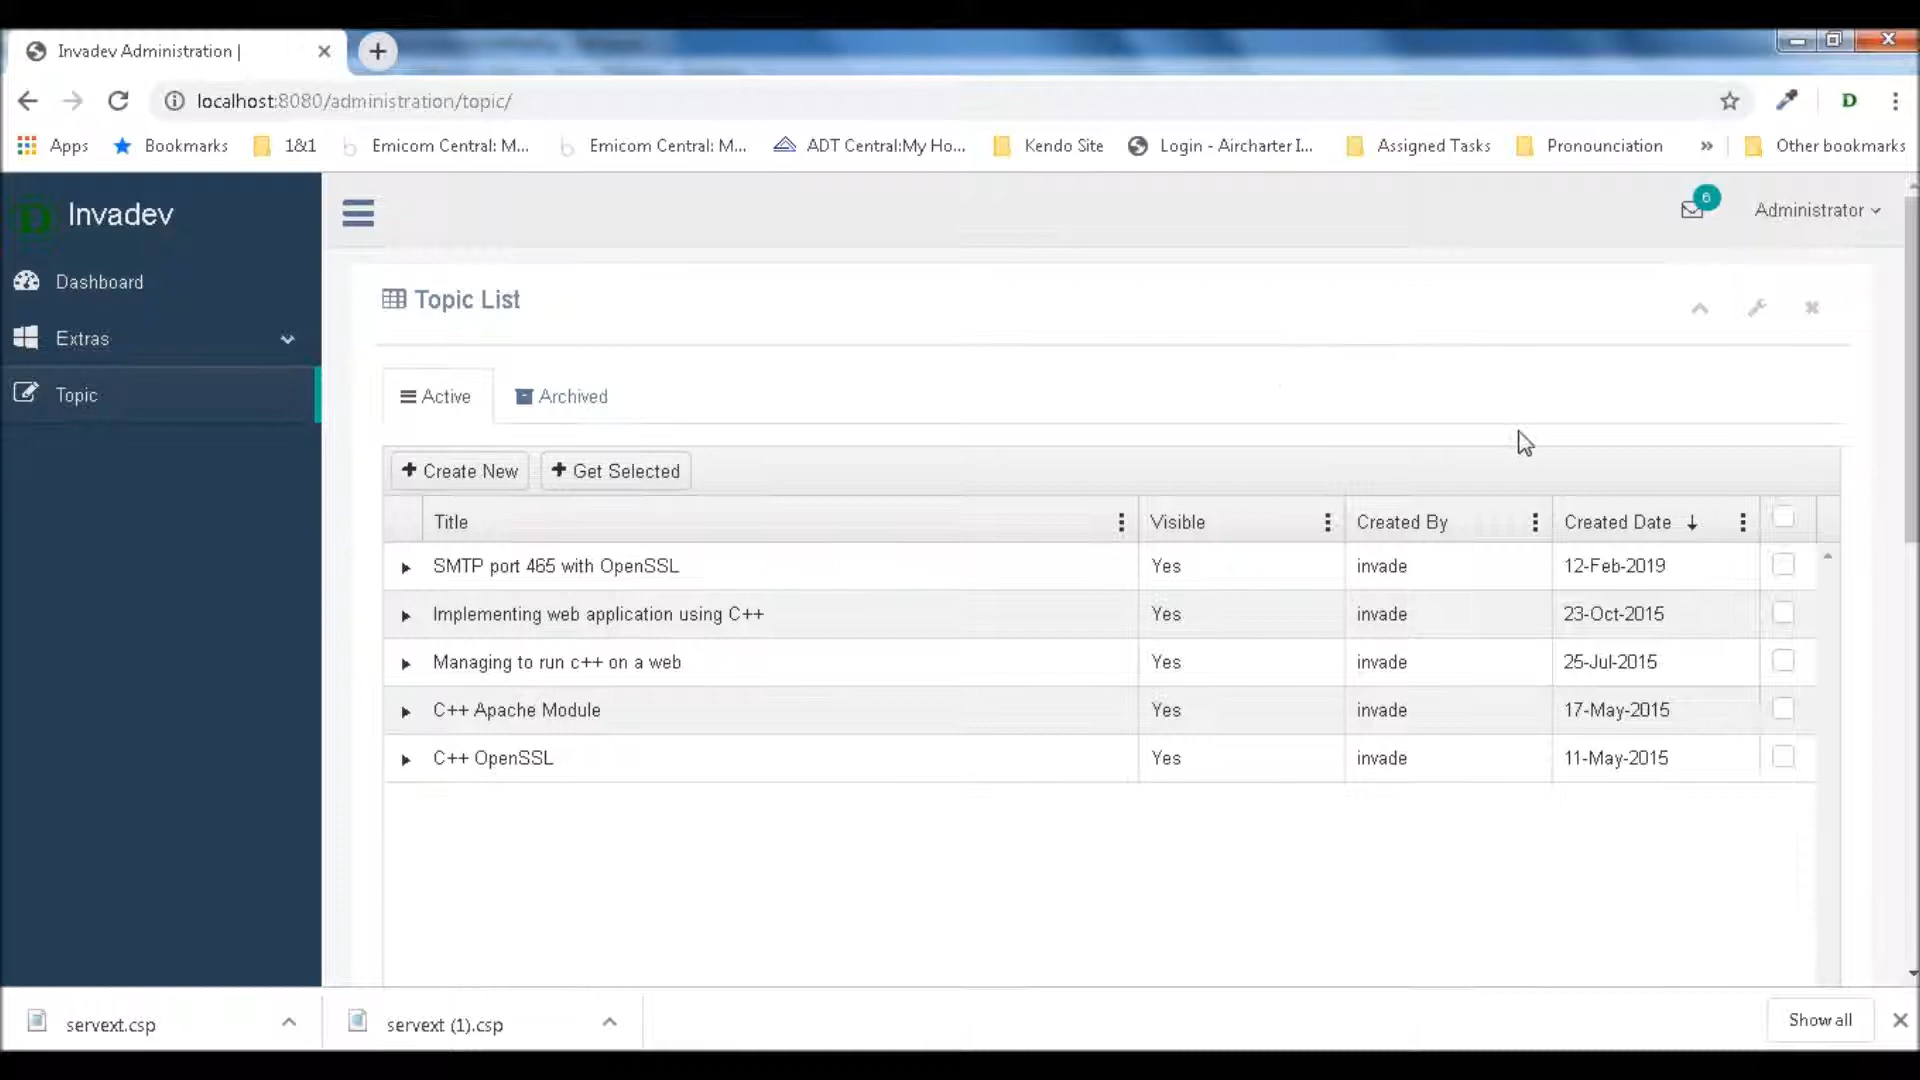 Invadev Administration |
localhost:8080/administration/topic/
D
Apps
Bookmarks
1&1
Emicom Central: M...
Emicom Central: M...
ADT Central:My Ho...
Kendo Site
Login - Aircharter I...
Assigned Tasks
Pronounciation
»
Other bookmarks
D Invadev
6
Administrator
Dashboard
Extras
Topic
Topic List
Active
Archived
Create New
Get Selected
Title Visible Created By Created Date
SMTP port 465 with OpenSSL Yes invade 12-Feb-2019
Implementing web application using C++ Yes invade 23-Oct-2015
Managing to run c++ on a web Yes invade 25-Jul-2015
C++ Apache Module Yes invade 17-May-2015
C++ OpenSSL Yes invade 11-May-2015
servext.csp
servext (1).csp
Show all